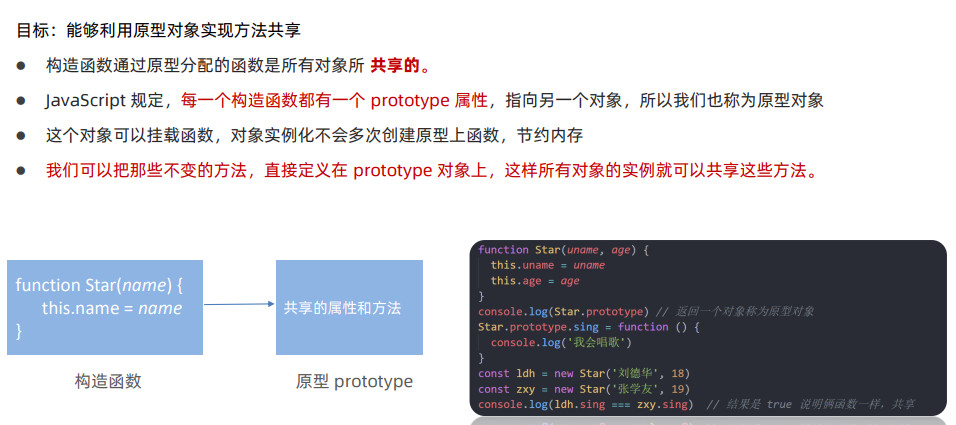 目标：能够利用原型对象实现方法共享
● 构造函数通过原型分配的函数是所有对象所 共享的。
● JavaScript 规定，每一个构造函数都有一个 prototype 属性，指向另一个对象，所以我们也称为原型对象
● 这个对象可以挂载函数，对象实例化不会多次创建原型上函数，节约内存
● 我们可以把那些不变的方法，直接定义在 prototype 对象上，这样所有对象的实例就可以共享这些方法。
function Star(name) {
this.name = name
}
构造函数
共享的属性和方法
原型 prototype
function Star(uname, age) {
this.uname = uname
this.age = age
}
console.log(Star.prototype) // 返回一个对象称为原型对象
Star.prototype.sing = function () {
console.log('我会唱歌')
}
const ldh = new Star('刘德华', 18)
const zxy = new Star('张学友', 19)
console.log(ldh.sing === zxy.sing) // 结果是 true 说明俩函数一样，共享